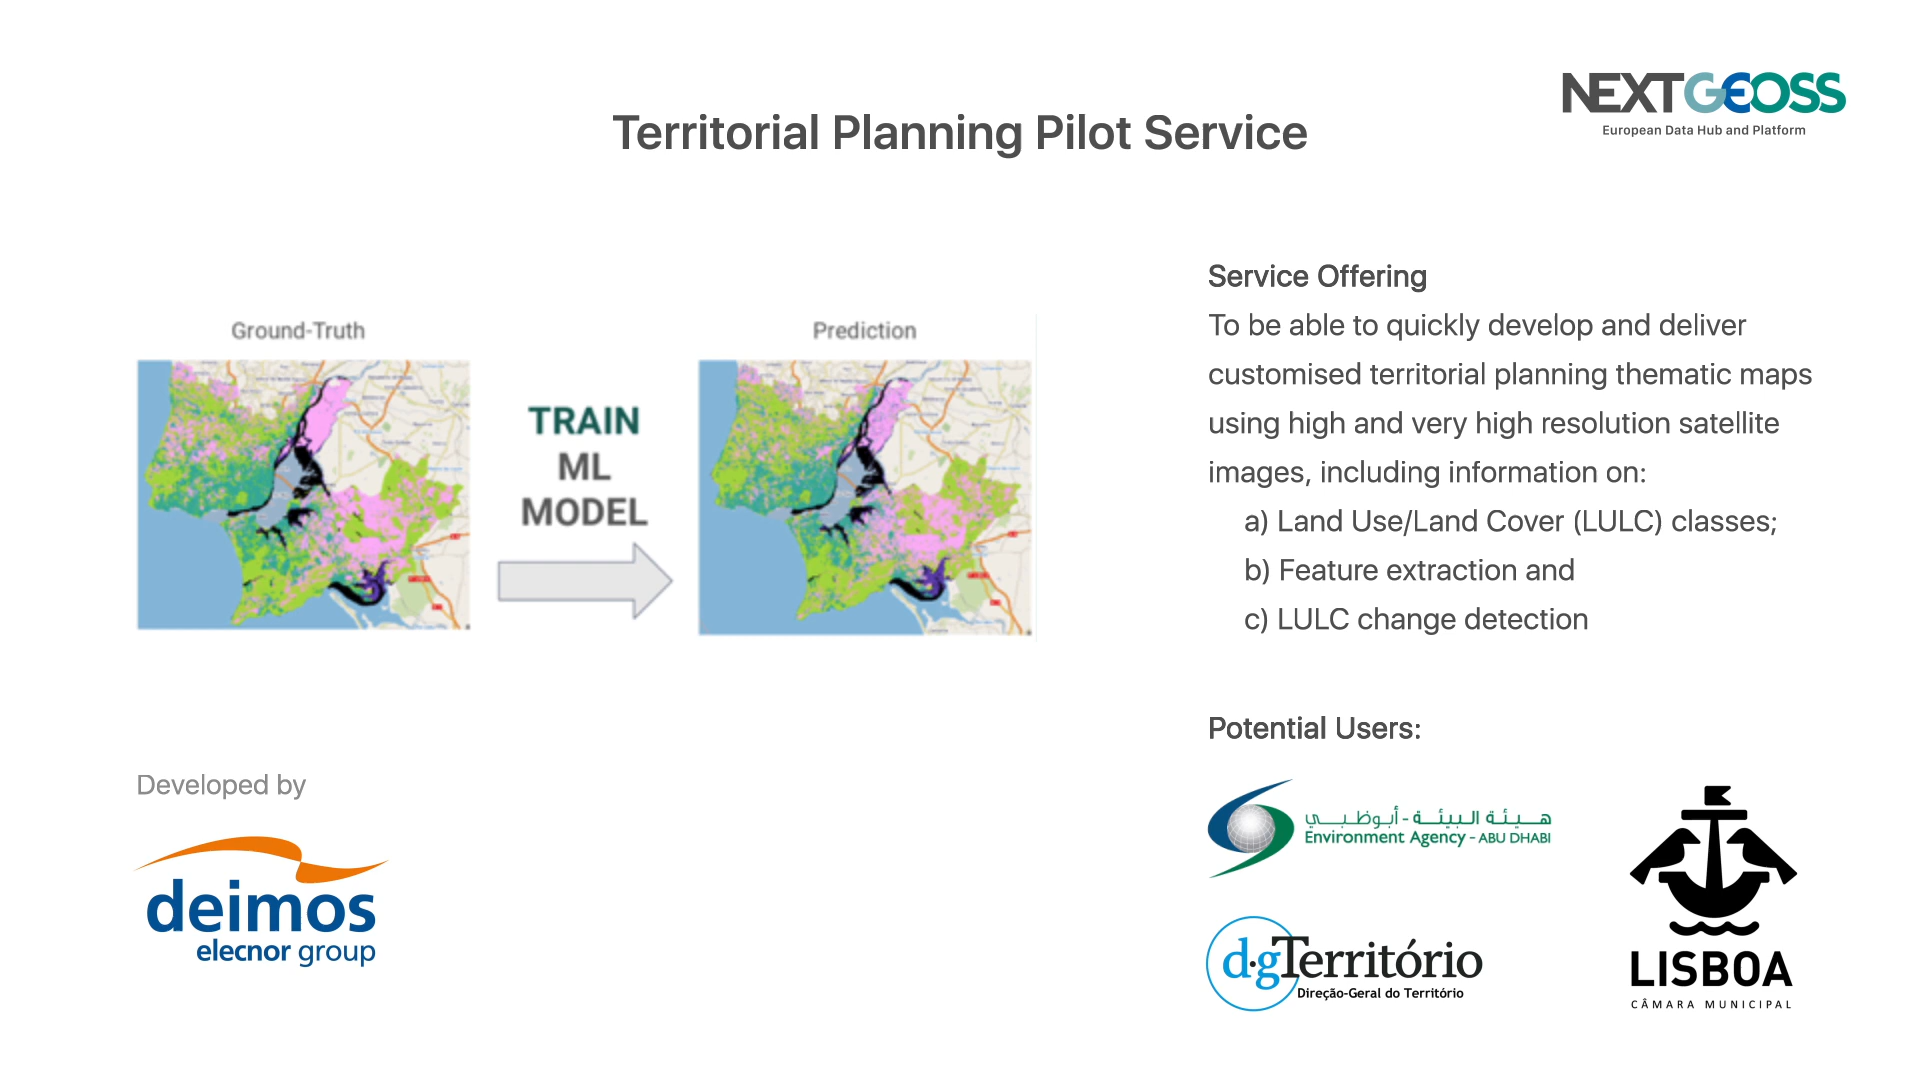 NEXTGEOSS
European Data Hub and Platform
Territorial Planning Pilot Service
Ground-Truth
Prediction
TRAIN
ML
MODEL
Service Offering
To be able to quickly develop and deliver
customised territorial planning thematic maps
using high and very high resolution satellite
images, including information on:
a) Land Use/Land Cover (LULC) classes;
b) Feature extraction and
c) LULC change detection
Potential Users:
هيئة البيئة - أبوظبي
Environment Agency - ABU DHABI
d·gTerritório
Direção-Geral do Território
LISBOA
CÂMARA MUNICIPAL
Developed by
deimos
elecnor group